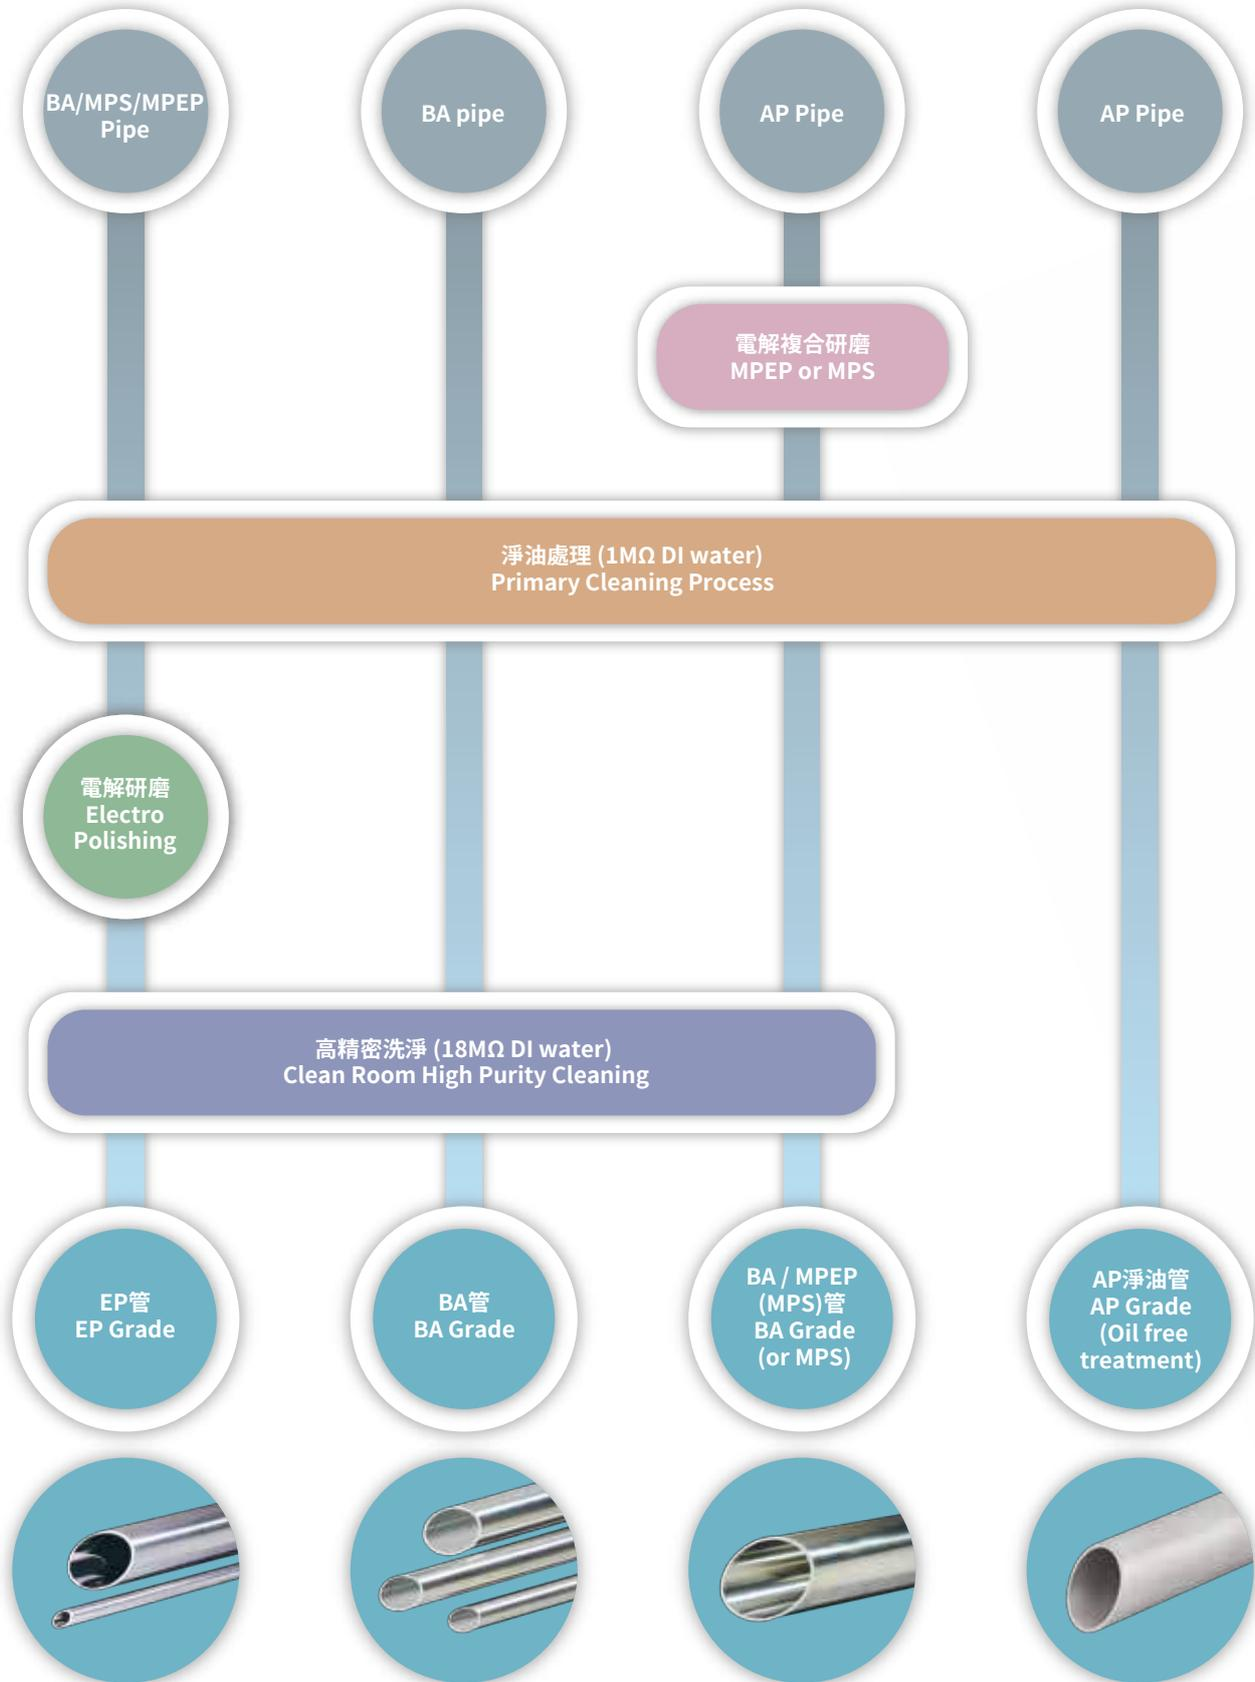 BA/MPS/MPEP
Pipe
BA pipe
AP Pipe
AP Pipe
電解複合研磨
MPEP or MPS
淨油處理 (1MΩ DI water)
Primary Cleaning Process
電解研磨
Electro
Polishing
高精密洗淨 (18MΩ DI water)
Clean Room High Purity Cleaning
EP管
EP Grade
BA管
BA Grade
BA / MPEP
(MPS)管
BA Grade
(or MPS)
AP淨油管
AP Grade
(Oil free
treatment)